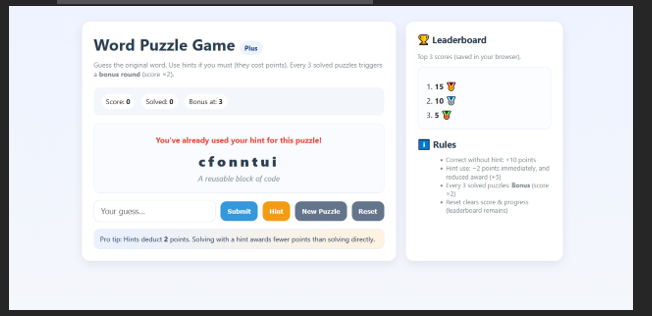 Word Puzzle Game Plus
Guess the original word. Use hints if you must (they cost points). Every 3 solved puzzles triggers
a bonus round (score ×2).
Score: 0 Solved: 0 Bonus at: 3
You've already used your hint for this puzzle!
cfonntui
A reusable block of code
Your guess...
Submit
Hint
New Puzzle
Reset
Pro tip: Hints deduct 2 points. Solving with a hint awards fewer points than solving directly.
🏆 Leaderboard
Top 3 scores (saved in your browser).
1. 15 🥇
2. 10 🥈
3. 5 🥉
ℹ️ Rules
• Correct without hint: +10 points
• Hint use: −2 points immediately, and
reduced award (+5)
• Every 3 solved puzzles: Bonus (score
×2)
• Reset clears score & progress
(leaderboard remains)